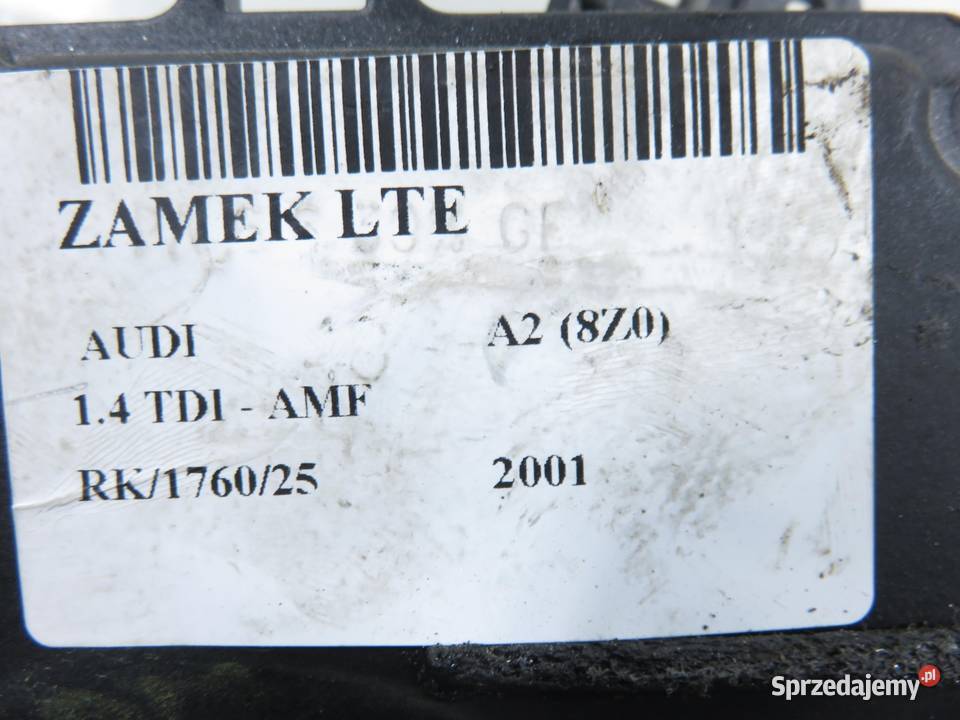 ZAMEK LTE
AUDI A2 (8Z0)
1.4 TDI - AMF
RK/1760/25 2001
Sprzedajemy.pl